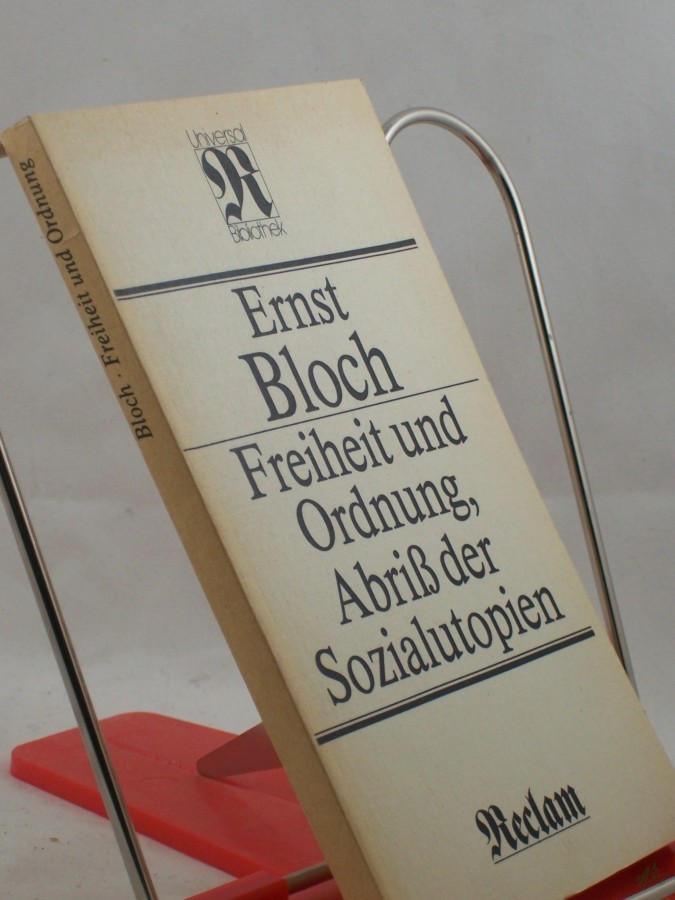 Universal
R
Bibliothek
Ernst
Bloch
Freiheit und
Ordnung,
Abriß der
Sozialutopien
Reclam
Bloch · Freiheit und Ordnung